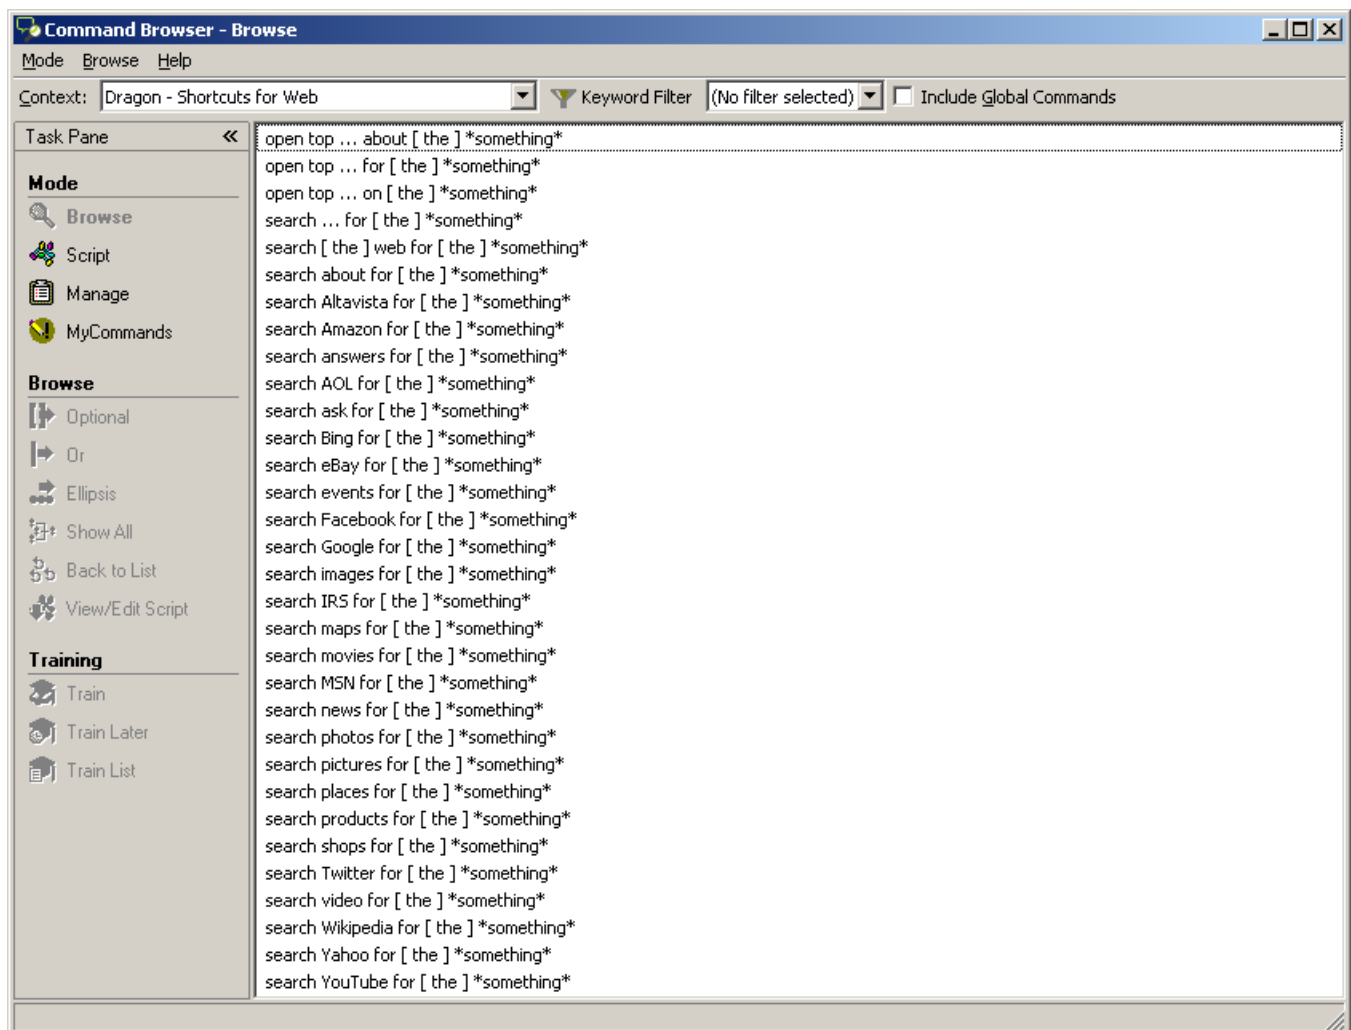 Command Browser - Browse
Mode Browse Help
Context: Dragon - Shortcuts for Web Keyword Filter (No filter selected) Include Global Commands
Task Pane «
Mode
Browse
Script
Manage
MyCommands
Browse
Optional
Or
Ellipsis
Show All
Back to List
View/Edit Script
Training
Train
Train Later
Train List
open top ... about [ the ] *something*
open top ... for [ the ] *something*
open top ... on [ the ] *something*
search ... for [ the ] *something*
search [ the ] web for [ the ] *something*
search about for [ the ] *something*
search Altavista for [ the ] *something*
search Amazon for [ the ] *something*
search answers for [ the ] *something*
search AOL for [ the ] *something*
search ask for [ the ] *something*
search Bing for [ the ] *something*
search eBay for [ the ] *something*
search events for [ the ] *something*
search Facebook for [ the ] *something*
search Google for [ the ] *something*
search images for [ the ] *something*
search IRS for [ the ] *something*
search maps for [ the ] *something*
search movies for [ the ] *something*
search MSN for [ the ] *something*
search news for [ the ] *something*
search photos for [ the ] *something*
search pictures for [ the ] *something*
search places for [ the ] *something*
search products for [ the ] *something*
search shops for [ the ] *something*
search Twitter for [ the ] *something*
search video for [ the ] *something*
search Wikipedia for [ the ] *something*
search Yahoo for [ the ] *something*
search YouTube for [ the ] *something*